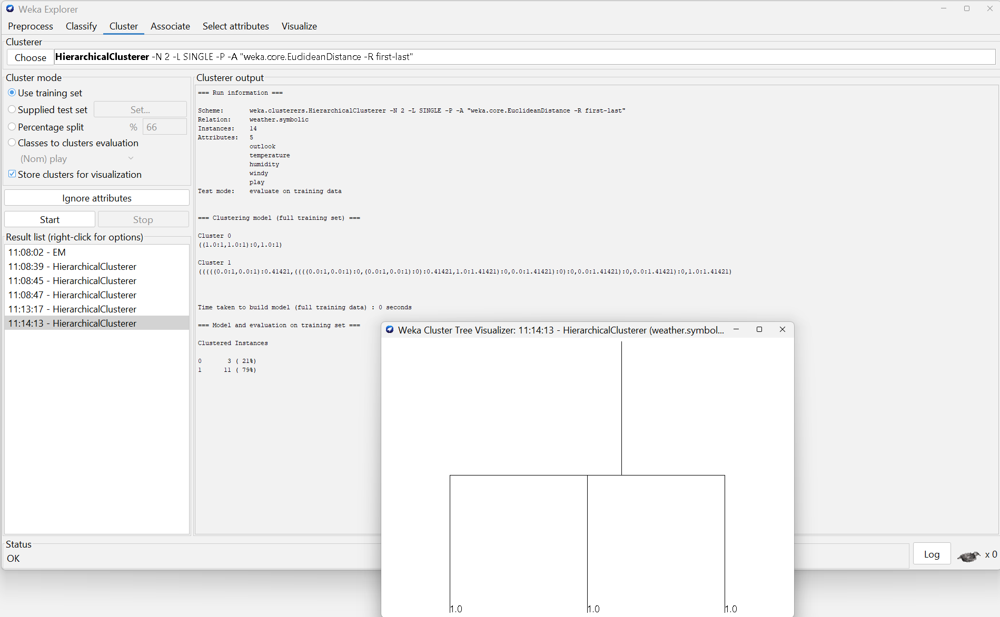 Weka Explorer
Preprocess Classify Cluster Associate Select attributes Visualize
Clusterer
Choose HierarchicalClusterer -N 2 -L SINGLE -P -A "weka.core.EuclideanDistance -R first-last"
Cluster mode
Use training set
Supplied test set Set...
Percentage split % 66
Classes to clusters evaluation
(Nom) play
Store clusters for visualization
Ignore attributes
Start Stop
Result list (right-click for options)
11:08:02 - EM
11:08:39 - HierarchicalClusterer
11:08:45 - HierarchicalClusterer
11:08:47 - HierarchicalClusterer
11:13:17 - HierarchicalClusterer
11:14:13 - HierarchicalClusterer
Clusterer output
=== Run information ===
Scheme: weka.clusterers.HierarchicalClusterer -N 2 -L SINGLE -P -A "weka.core.EuclideanDistance -R first-last"
Relation: weather.symbolic
Instances: 14
Attributes: 5
outlook
temperature
humidity
windy
play
Test mode: evaluate on training data
=== Clustering model (full training set) ===
Cluster 0
((1.0:1,1.0:1):0,1.0:1)
Cluster 1
(((((0.0:1,0.0:1):0.41421,((((0.0:1,0.0:1):0,(0.0:1,0.0:1):0):0.41421,1.0:1.41421):0,0.0:1.41421):0):0,0.0:1.41421):0,0.0:1.41421):0,1.0:1.41421)
Time taken to build model (full training data) : 0 seconds
=== Model and evaluation on training set ===
Clustered Instances
0 3 ( 21%)
1 11 ( 79%)
Weka Cluster Tree Visualizer: 11:14:13 - HierarchicalClusterer (weather.symbol...
1.0 1.0 1.0
Status
OK
Log x 0